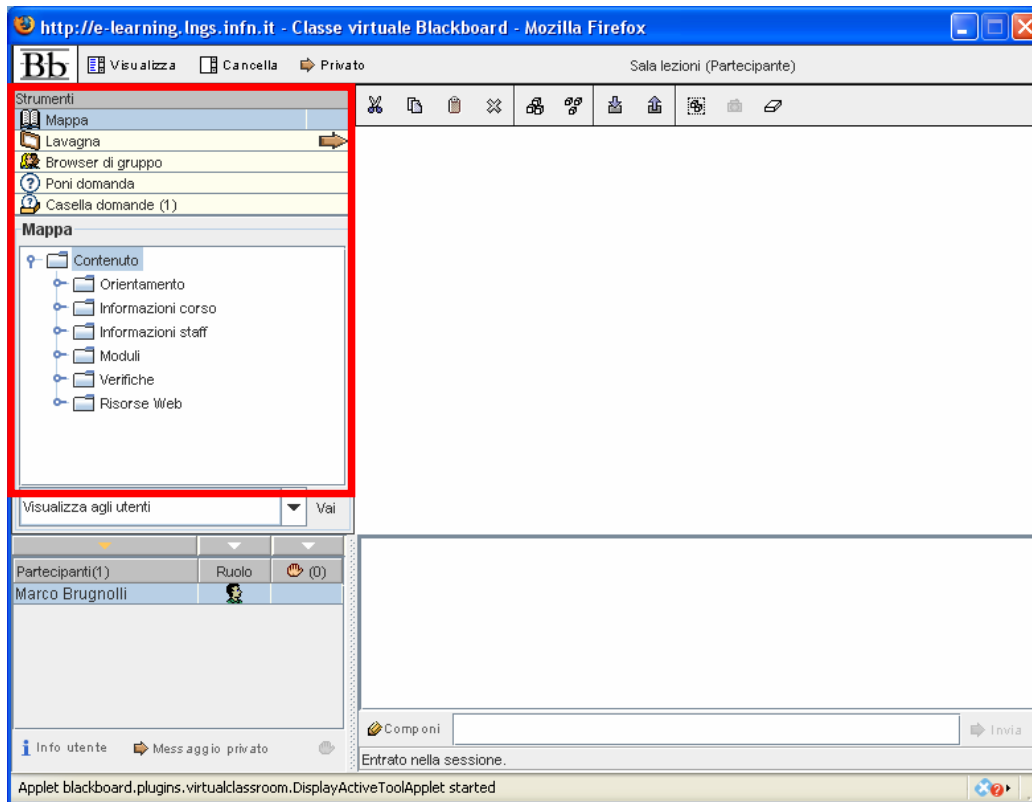 http://e-learning.lngs.infn.it - Classe virtuale Blackboard - Mozilla Firefox
Bb Visualizza Cancella Privato Sala lezioni (Partecipante)
Strumenti
Mappa
Lavagna
Browser di gruppo
Poni domanda
Casella domande (1)
Mappa
Contenuto
Orientamento
Informazioni corso
Informazioni staff
Moduli
Verifiche
Risorse Web
Visualizza agli utenti Vai
Partecipanti(1) Ruolo (0)
Marco Brugnolli
Info utente Messaggio privato
Componi Invia
Entrato nella sessione.
Applet blackboard.plugins.virtualclassroom.DisplayActiveToolApplet started